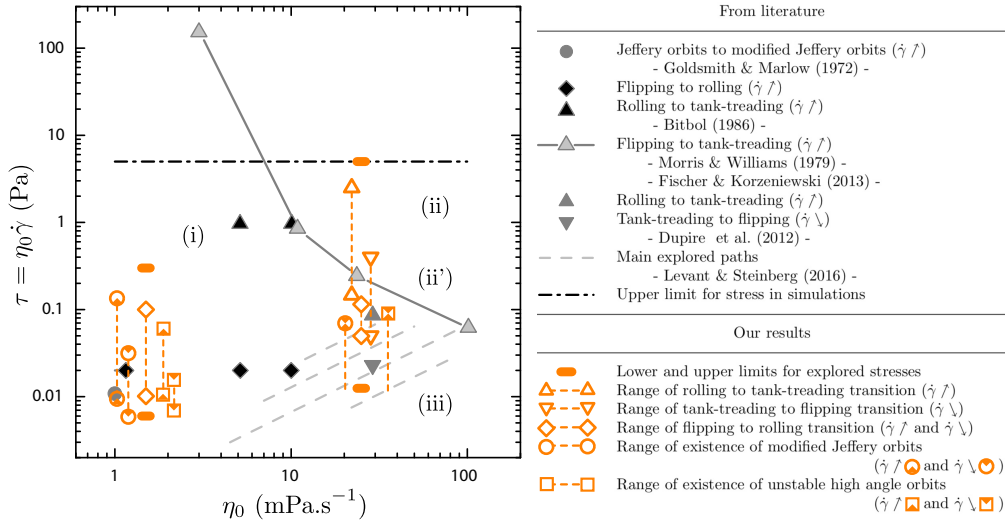 100
10
1
0.1
0.01
1
10
100
τ = η₀γ̇ (Pa)
η₀ (mPa.s⁻¹)
(i)
(ii)
(ii')
(iii)
From literature
Jeffery orbits to modified Jeffery orbits (γ̇ ↗)
- Goldsmith & Marlow (1972) -
Flipping to rolling (γ̇ ↗)
Rolling to tank-treading (γ̇ ↗)
- Bitbol (1986) -
Flipping to tank-treading (γ̇ ↗)
- Morris & Williams (1979) -
- Fischer & Korzeniewski (2013) -
Rolling to tank-treading (γ̇ ↗)
Tank-treading to flipping (γ̇ ↘)
- Dupire et al. (2012) -
Main explored paths
- Levant & Steinberg (2016) -
Upper limit for stress in simulations
Our results
Lower and upper limits for explored stresses
Range of rolling to tank-treading transition (γ̇ ↗)
Range of tank-treading to flipping transition (γ̇ ↘)
Range of flipping to rolling transition (γ̇ ↗ and γ̇ ↘)
Range of existence of modified Jeffery orbits
(γ̇ ↗ and γ̇ ↘ )
Range of existence of unstable high angle orbits
(γ̇ ↗ and γ̇ ↘ )